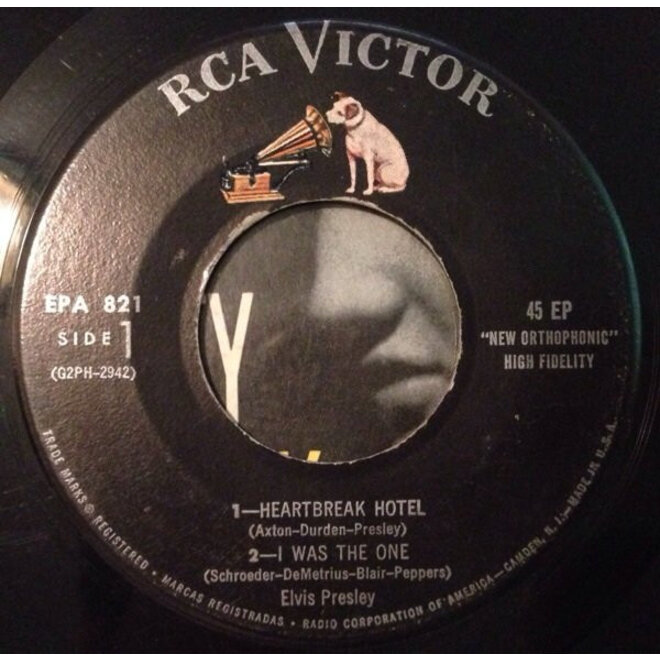 RCA VICTOR
EPA 821
SIDE 1
(G2PH-2942)
45 EP
"NEW ORTHOPHONIC"
HIGH FIDELITY
Y
1—HEARTBREAK HOTEL
(Axton-Durden-Presley)
2—I WAS THE ONE
(Schroeder-DeMetrius-Blair-Peppers)
Elvis Presley
TRADE MARKS ® REGISTERED • MARCAS REGISTRADAS • RADIO CORPORATION OF AMERICA—CAMDEN, N. J.—MADE IN U.S.A.